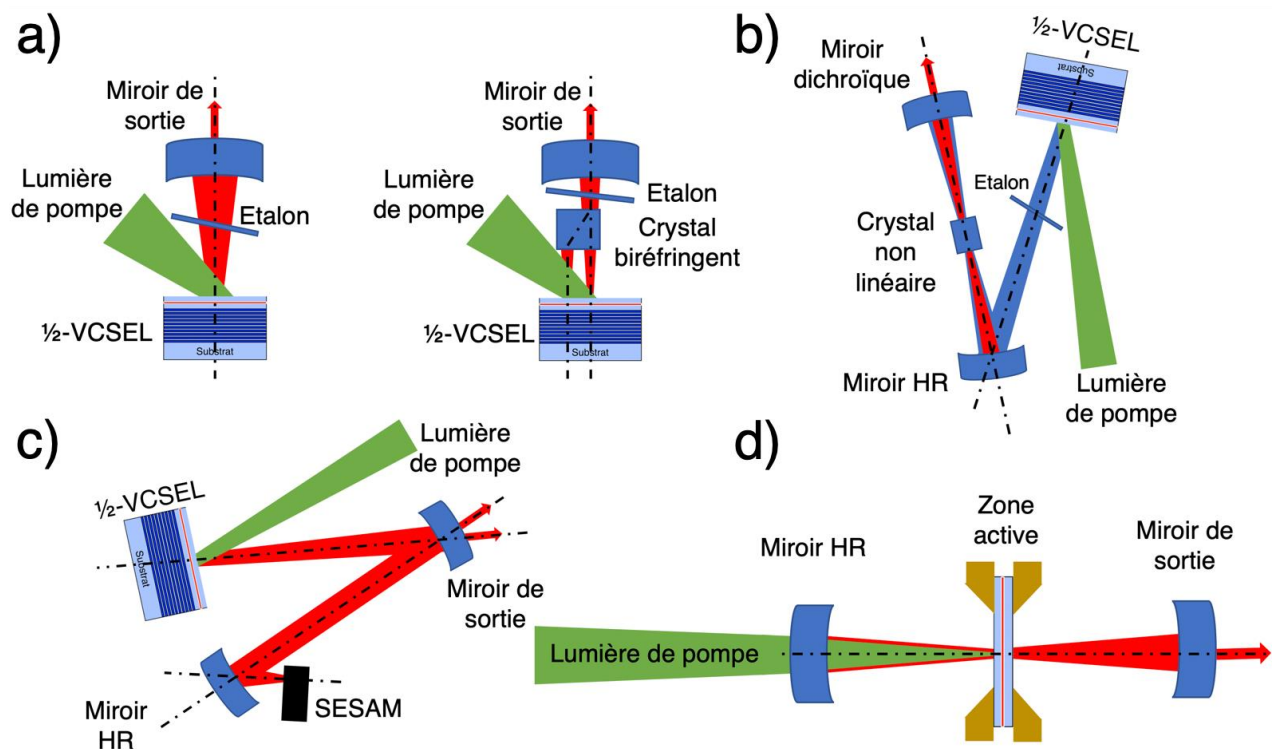 a)
Miroir de
sortie
Lumière
de pompe
Etalon
½-VCSEL
Substrat
Miroir de
sortie
Lumière
de pompe
Etalon
Crystal
biréfringent
½-VCSEL
Substrat
b)
½-VCSEL
Substrat
Miroir
dichroïque
Etalon
Crystal
non
linéaire
Miroir HR
Lumière
de pompe
c)
Lumière
de pompe
½-VCSEL
Substrat
Miroir de
sortie
Miroir
HR
SESAM
d)
Zone
active
Miroir HR
Miroir de
sortie
Lumière de pompe